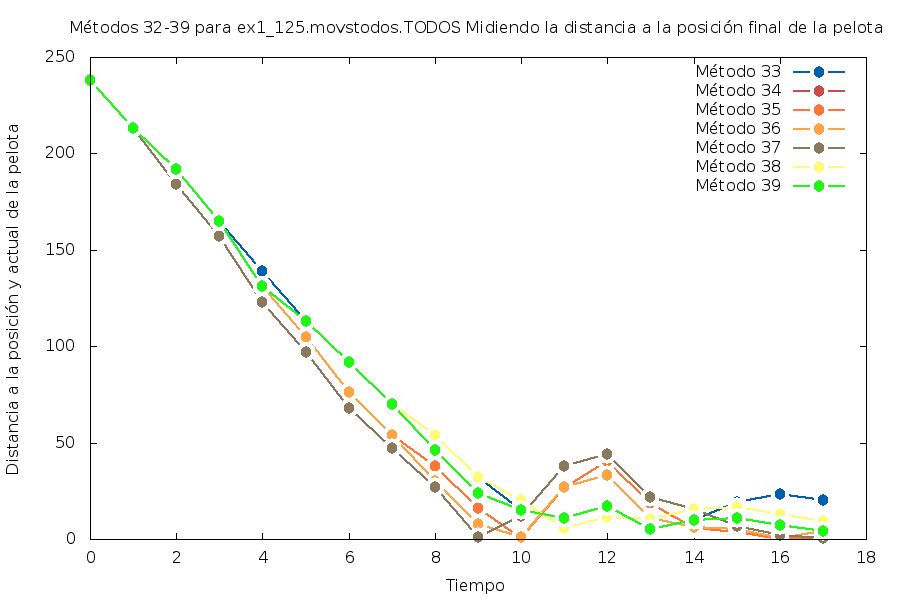 Métodos 32-39 para ex1_125.movstodos.TODOS Midiendo la distancia a la posición final de la pelota
250
200
150
100
50
0
Distancia a la posición y actual de la pelota
Método 33
Método 34
Método 35
Método 36
Método 37
Método 38
Método 39
0 2 4 6 8 10 12 14 16 18
Tiempo